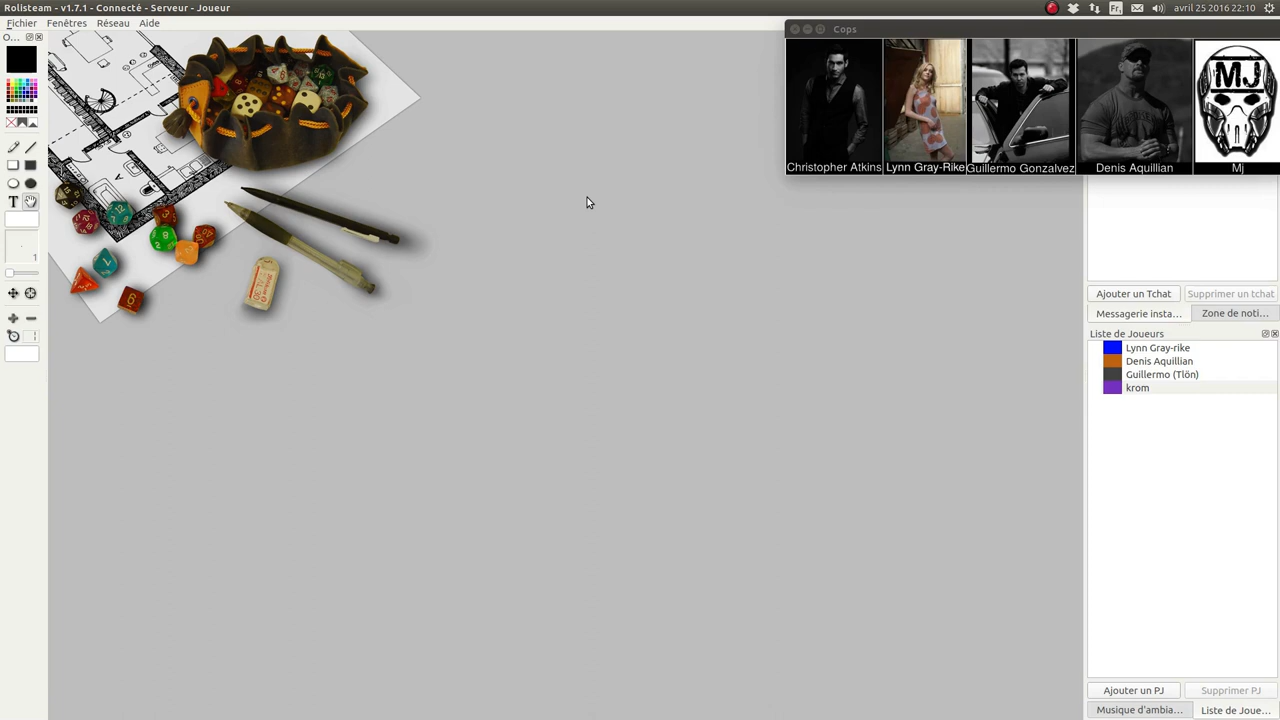 Rolisteam - v1.7.1 - Connecté - Serveur - Joueur
Fr
avril 25 2016 22:10
Fichier Fenêtres Réseau Aide
O...
Cops
MJ
Christopher Atkins
Lynn Gray-Rike
Guillermo Gonzalvez
Denis Aquillian
Mj
T
1
Ajouter un Tchat
Supprimer un tchat
Messagerie insta...
Zone de noti...
Liste de Joueurs
Lynn Gray-rike
Denis Aquillian
Guillermo (Tlön)
krom
Ajouter un PJ
Supprimer PJ
Musique d'ambia...
Liste de Joue...